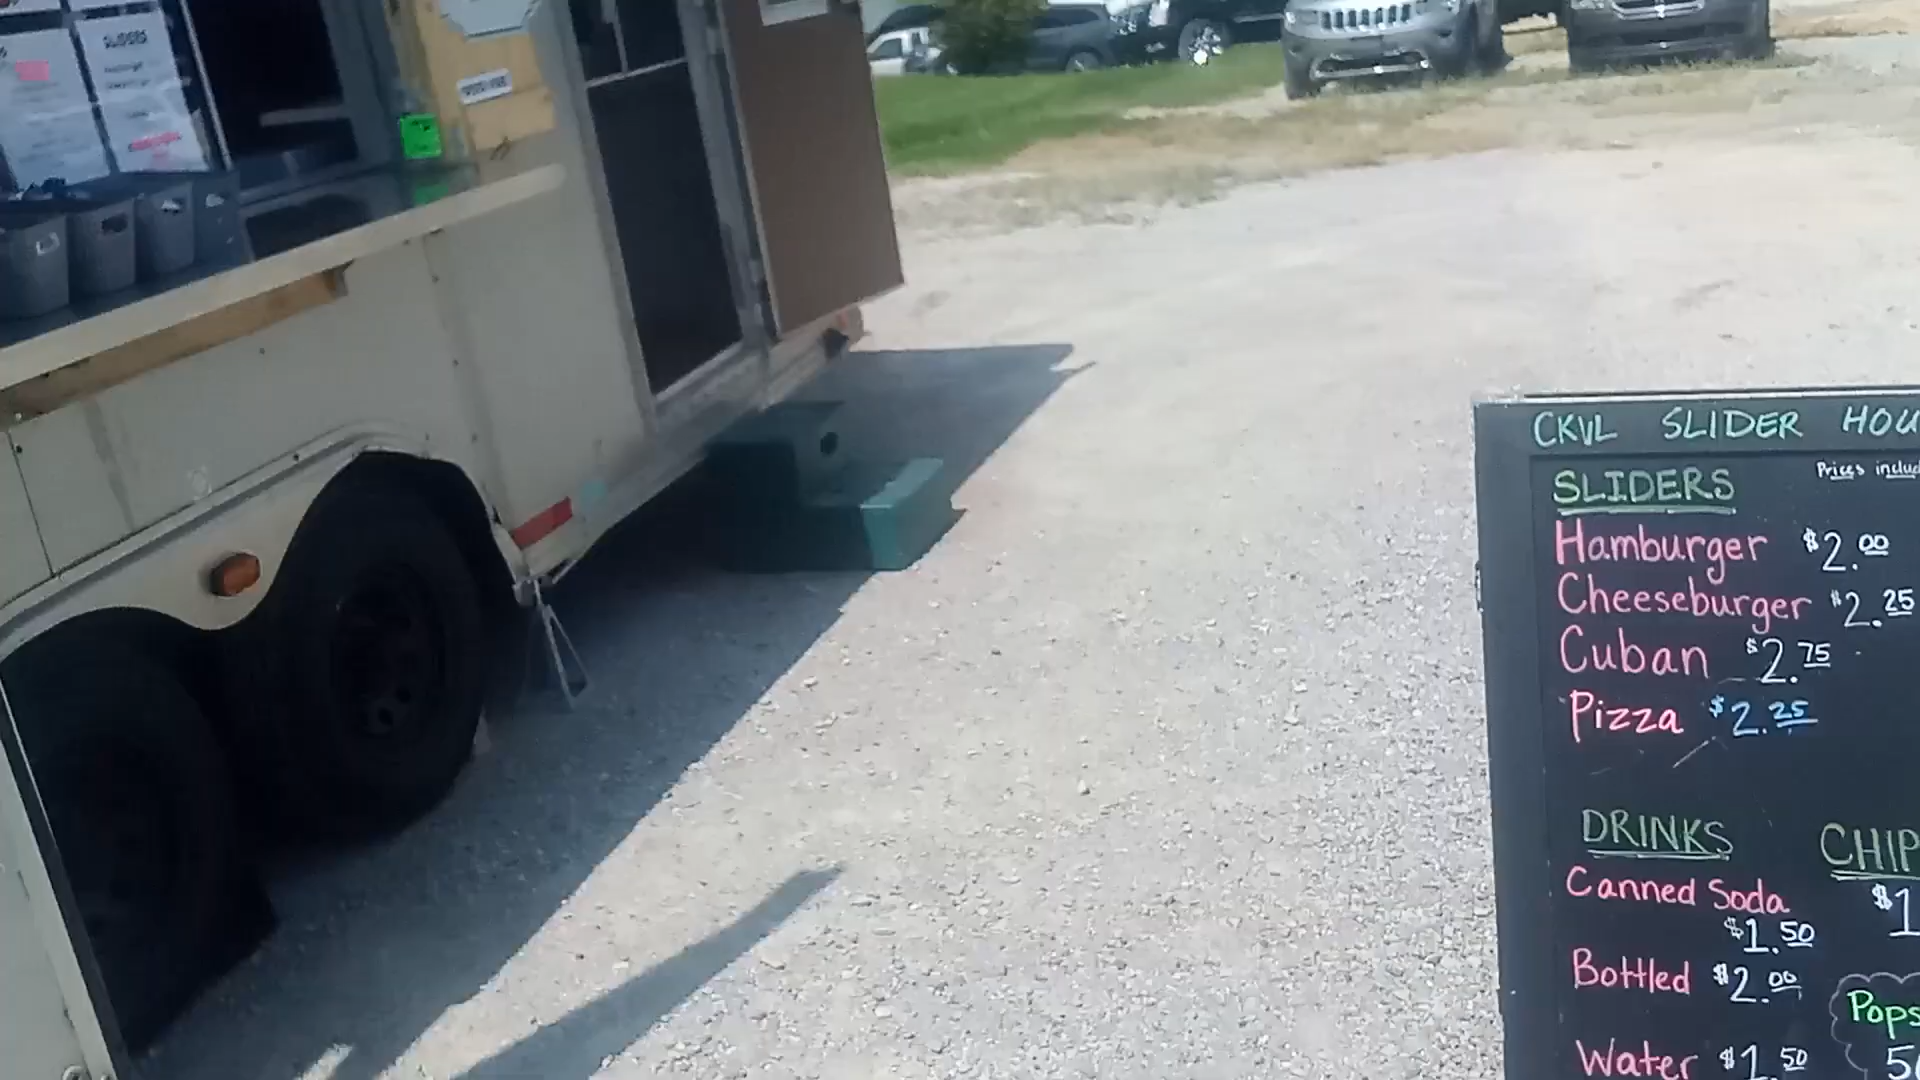 SLIDERS
CKVL SLIDER HOU
Prices includ
SLIDERS
Hamburger $2.00
Cheeseburger $2.25
Cuban $2.75
Pizza $2.25
DRINKS
Canned Soda
$1.50
Bottled $2.00
Water $1.50
CHIP
$1
Pops
50